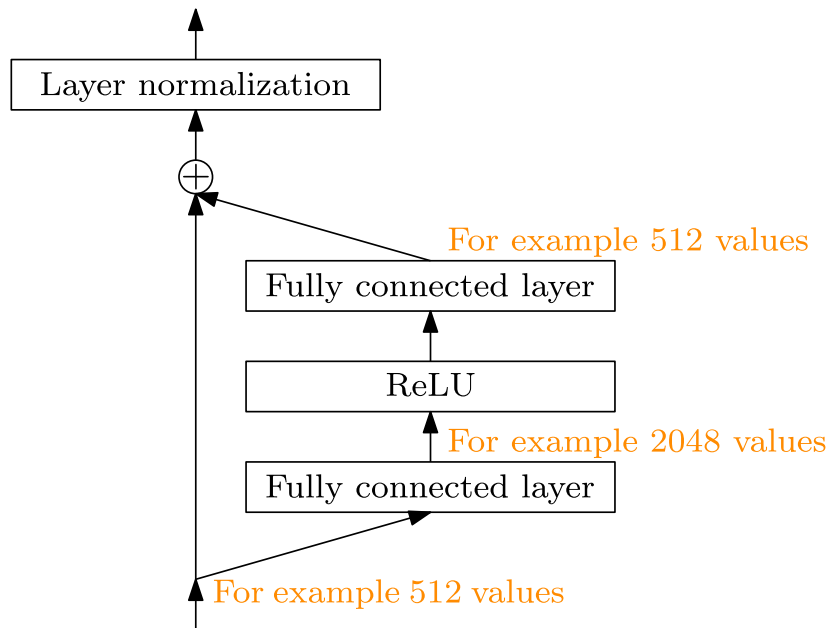 Layer normalization
For example 512 values
Fully connected layer
ReLU
For example 2048 values
Fully connected layer
For example 512 values